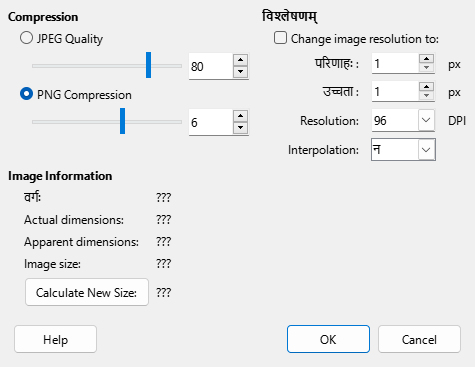 Compression
JPEG Quality
80
PNG Compression
6
विश्लेषणम्
Change image resolution to:
परिणाहः :
1
px
उच्चता :
1
px
Resolution:
96
DPI
Interpolation:
न
Image Information
वर्गः
???
Actual dimensions:
???
Apparent dimensions:
???
Image size:
???
Calculate New Size:
???
Help
OK
Cancel